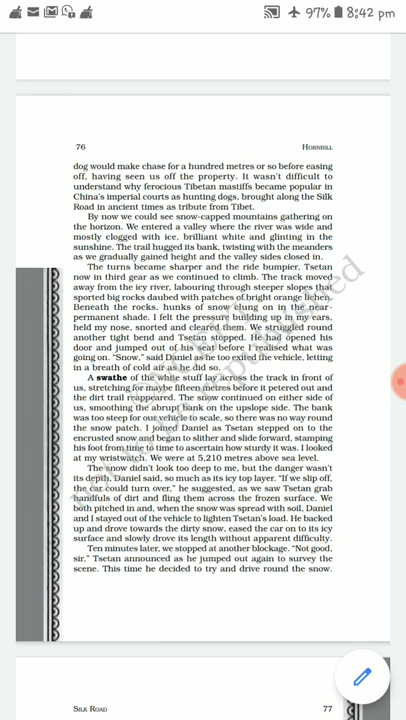 97% 8:42 pm
76 HORNBILL
dog would make chase for a hundred metres or so before easing
off, having seen us off the property. It wasn't difficult to
understand why ferocious Tibetan mastiffs became popular in
China's imperial courts as hunting dogs, brought along the Silk
Road in ancient times as tribute from Tibet.
By now we could see snow-capped mountains gathering on
the horizon. We entered a valley where the river was wide and
mostly clogged with ice, brilliant white and glinting in the
sunshine. The trail hugged its bank, twisting with the meanders
as we gradually gained height and the valley sides closed in.
The turns became sharper and the ride bumpier, Tsetan
now in third gear as we continued to climb. The track moved
away from the icy river, labouring through steeper slopes that
sported big rocks daubed with patches of bright orange lichen.
Beneath the rocks, hunks of snow clung on in the near-
permanent shade. I felt the pressure building up in my ears,
held my nose, snorted and cleared them. We struggled round
another tight bend and Tsetan stopped. He had opened his
door and jumped out of his seat before I realised what was
going on. "Snow," said Daniel as he too exited the vehicle, letting
in a breath of cold air as he did so.
A swathe of the white stuff lay across the track in front of
us, stretching for maybe fifteen metres before it petered out and
the dirt trail reappeared. The snow continued on either side of
us, smoothing the abrupt bank on the upslope side. The bank
was too steep for our vehicle to scale, so there was no way round
the snow patch. I joined Daniel as Tsetan stepped on to the
encrusted snow and began to slither and slide forward, stamping
his foot from time to time to ascertain how sturdy it was. I looked
at my wristwatch. We were at 5,210 metres above sea level.
The snow didn't look too deep to me, but the danger wasn't
its depth, Daniel said, so much as its icy top layer. "If we slip off,
the car could turn over," he suggested, as we saw Tsetan grab
handfuls of dirt and fling them across the frozen surface. We
both pitched in and, when the snow was spread with soil, Daniel
and I stayed out of the vehicle to lighten Tsetan's load. He backed
up and drove towards the dirty snow, eased the car on to its icy
surface and slowly drove its length without apparent difficulty.
Ten minutes later, we stopped at another blockage. "Not good,
sir," Tsetan announced as he jumped out again to survey the
scene. This time he decided to try and drive round the snow.
SILK ROAD 77